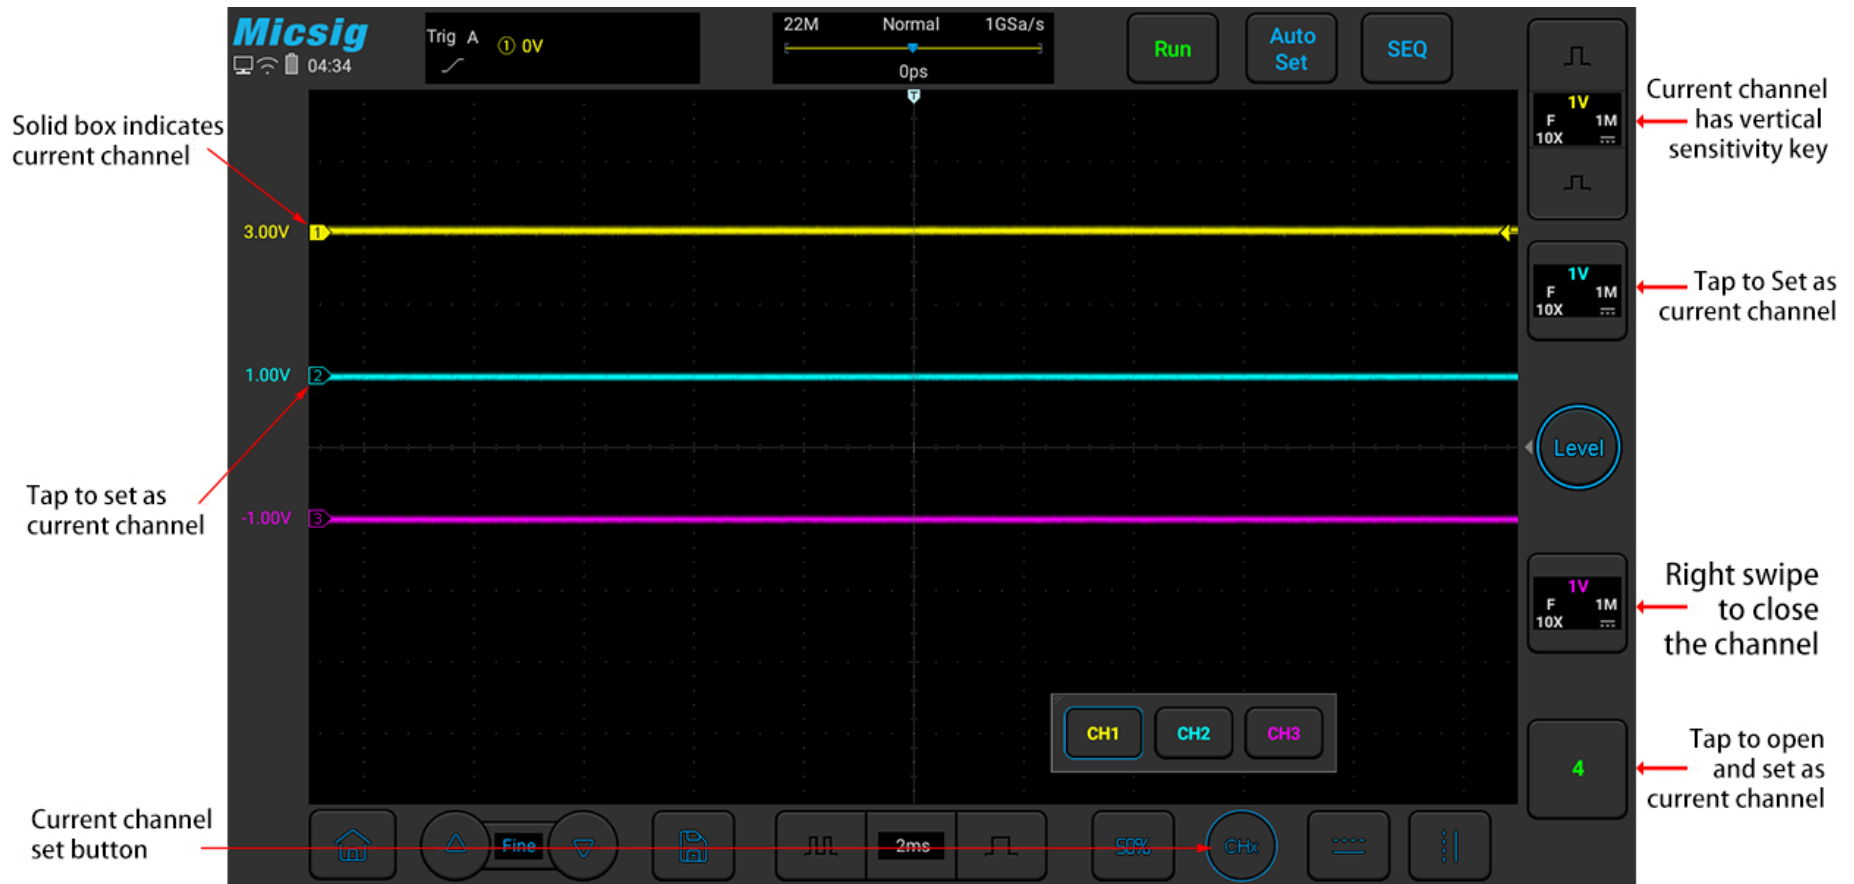 Micsig
04:34
Trig A
① 0V
22M Normal 1GSa/s
0ps
Run
Auto
Set
SEQ
T
Solid box indicates
current channel
1V
F 1M
10X
Current channel
has vertical
sensitivity key
3.00V
1
1V
F 1M
10X
Tap to Set as
current channel
1.00V
2
Level
Tap to set as
current channel
-1.00V
3
1V
F 1M
10X
Right swipe
to close
the channel
CH1 CH2 CH3
4
Tap to open
and set as
current channel
Current channel
set button
Fine
2ms
50%
CHx